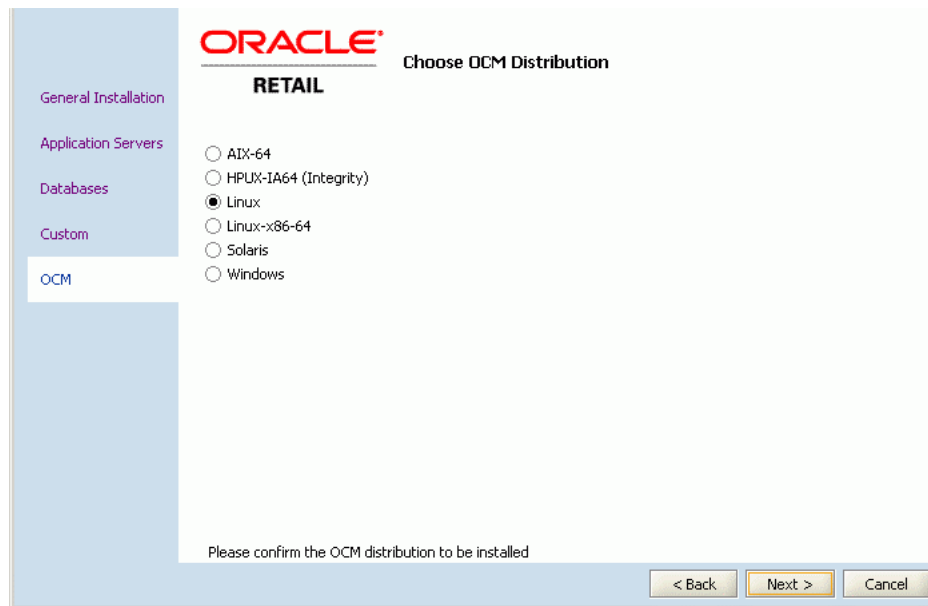 ORACLE
RETAIL
Choose OCM Distribution
General Installation
Application Servers
Databases
Custom
OCM
AIX-64
HPUX-IA64 (Integrity)
Linux
Linux-x86-64
Solaris
Windows
Please confirm the OCM distribution to be installed
< Back
Next >
Cancel